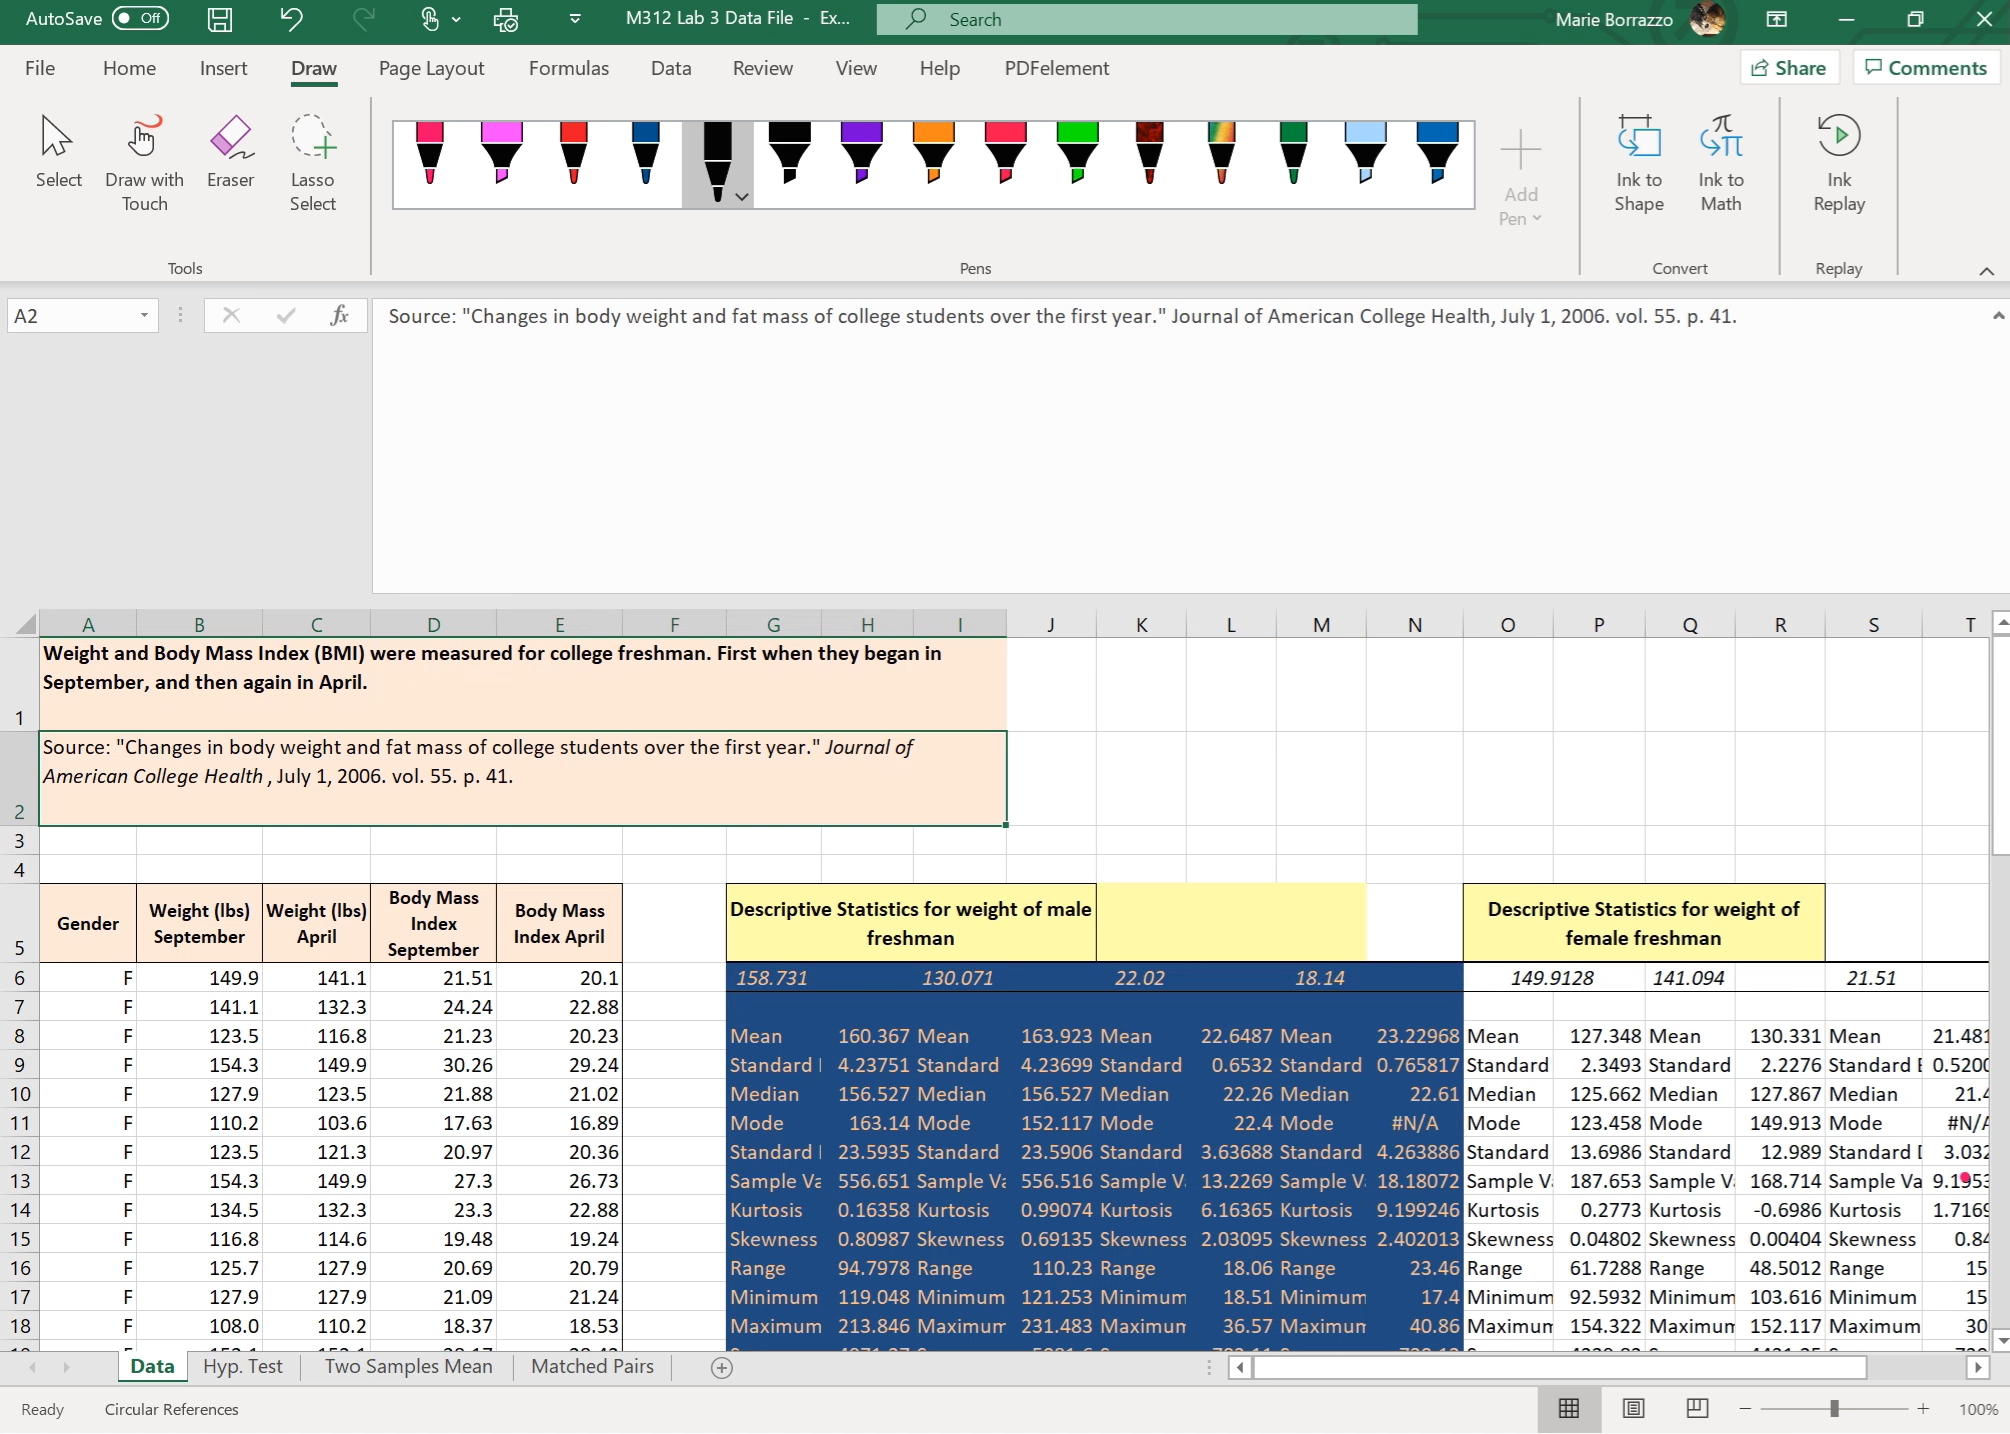 AutoSave Off M312 Lab 3 Data File - Ex... Search Marie Borrazzo
File Home Insert Draw Page Layout Formulas Data Review View Help PDFelement Share Comments
Select Draw with Touch Eraser Lasso Select Add Pen Ink to Shape Ink to Math Ink Replay
Tools Pens Convert Replay
A2 fx Source: "Changes in body weight and fat mass of college students over the first year." Journal of American College Health, July 1, 2006. vol. 55. p. 41.
A B C D E F G H I J K L M N O P Q R S T
Weight and Body Mass Index (BMI) were measured for college freshman. First when they began in
September, and then again in April.
1
Source: "Changes in body weight and fat mass of college students over the first year." Journal of
American College Health , July 1, 2006. vol. 55. p. 41.
2
3
4
5 Gender Weight (lbs) September Weight (lbs) April Body Mass Index September Body Mass Index April Descriptive Statistics for weight of male freshman Descriptive Statistics for weight of female freshman
6 F 149.9 141.1 21.51 20.1 158.731 130.071 22.02 18.14 149.9128 141.094 21.51
7 F 141.1 132.3 24.24 22.88
8 F 123.5 116.8 21.23 20.23 Mean 160.367 Mean 163.923 Mean 22.6487 Mean 23.22968 Mean 127.348 Mean 130.331 Mean 21.481
9 F 154.3 149.9 30.26 29.24 Standard 4.23751 Standard 4.23699 Standard 0.6532 Standard 0.765817 Standard 2.3493 Standard 2.2276 Standard E 0.5200
10 F 127.9 123.5 21.88 21.02 Median 156.527 Median 156.527 Median 22.26 Median 22.61 Median 125.662 Median 127.867 Median 21.4
11 F 110.2 103.6 17.63 16.89 Mode 163.14 Mode 152.117 Mode 22.4 Mode #N/A Mode 123.458 Mode 149.913 Mode #N/A
12 F 123.5 121.3 20.97 20.36 Standard 23.5935 Standard 23.5906 Standard 3.63688 Standard 4.263886 Standard 13.6986 Standard 12.989 Standard D 3.032
13 F 154.3 149.9 27.3 26.73 Sample Va 556.651 Sample Va 556.516 Sample V 13.2269 Sample V 18.18072 Sample V 187.653 Sample V 168.714 Sample Va 9.1953
14 F 134.5 132.3 23.3 22.88 Kurtosis 0.16358 Kurtosis 0.99074 Kurtosis 6.16365 Kurtosis 9.199246 Kurtosis 0.2773 Kurtosis -0.6986 Kurtosis 1.7169
15 F 116.8 114.6 19.48 19.24 Skewness 0.80987 Skewness 0.69135 Skewness 2.03095 Skewness 2.402013 Skewness 0.04802 Skewness 0.00404 Skewness 0.84
16 F 125.7 127.9 20.69 20.79 Range 94.7978 Range 110.23 Range 18.06 Range 23.46 Range 61.7288 Range 48.5012 Range 15
17 F 127.9 127.9 21.09 21.24 Minimum 119.048 Minimum 121.253 Minimum 18.51 Minimum 17.4 Minimum 92.5932 Minimum 103.616 Minimum 15
18 F 108.0 110.2 18.37 18.53 Maximum 213.846 Maximum 231.483 Maximum 36.57 Maximum 40.86 Maximum 154.322 Maximum 152.117 Maximum 30
Data Hyp. Test Two Samples Mean Matched Pairs
Ready Circular References 100%